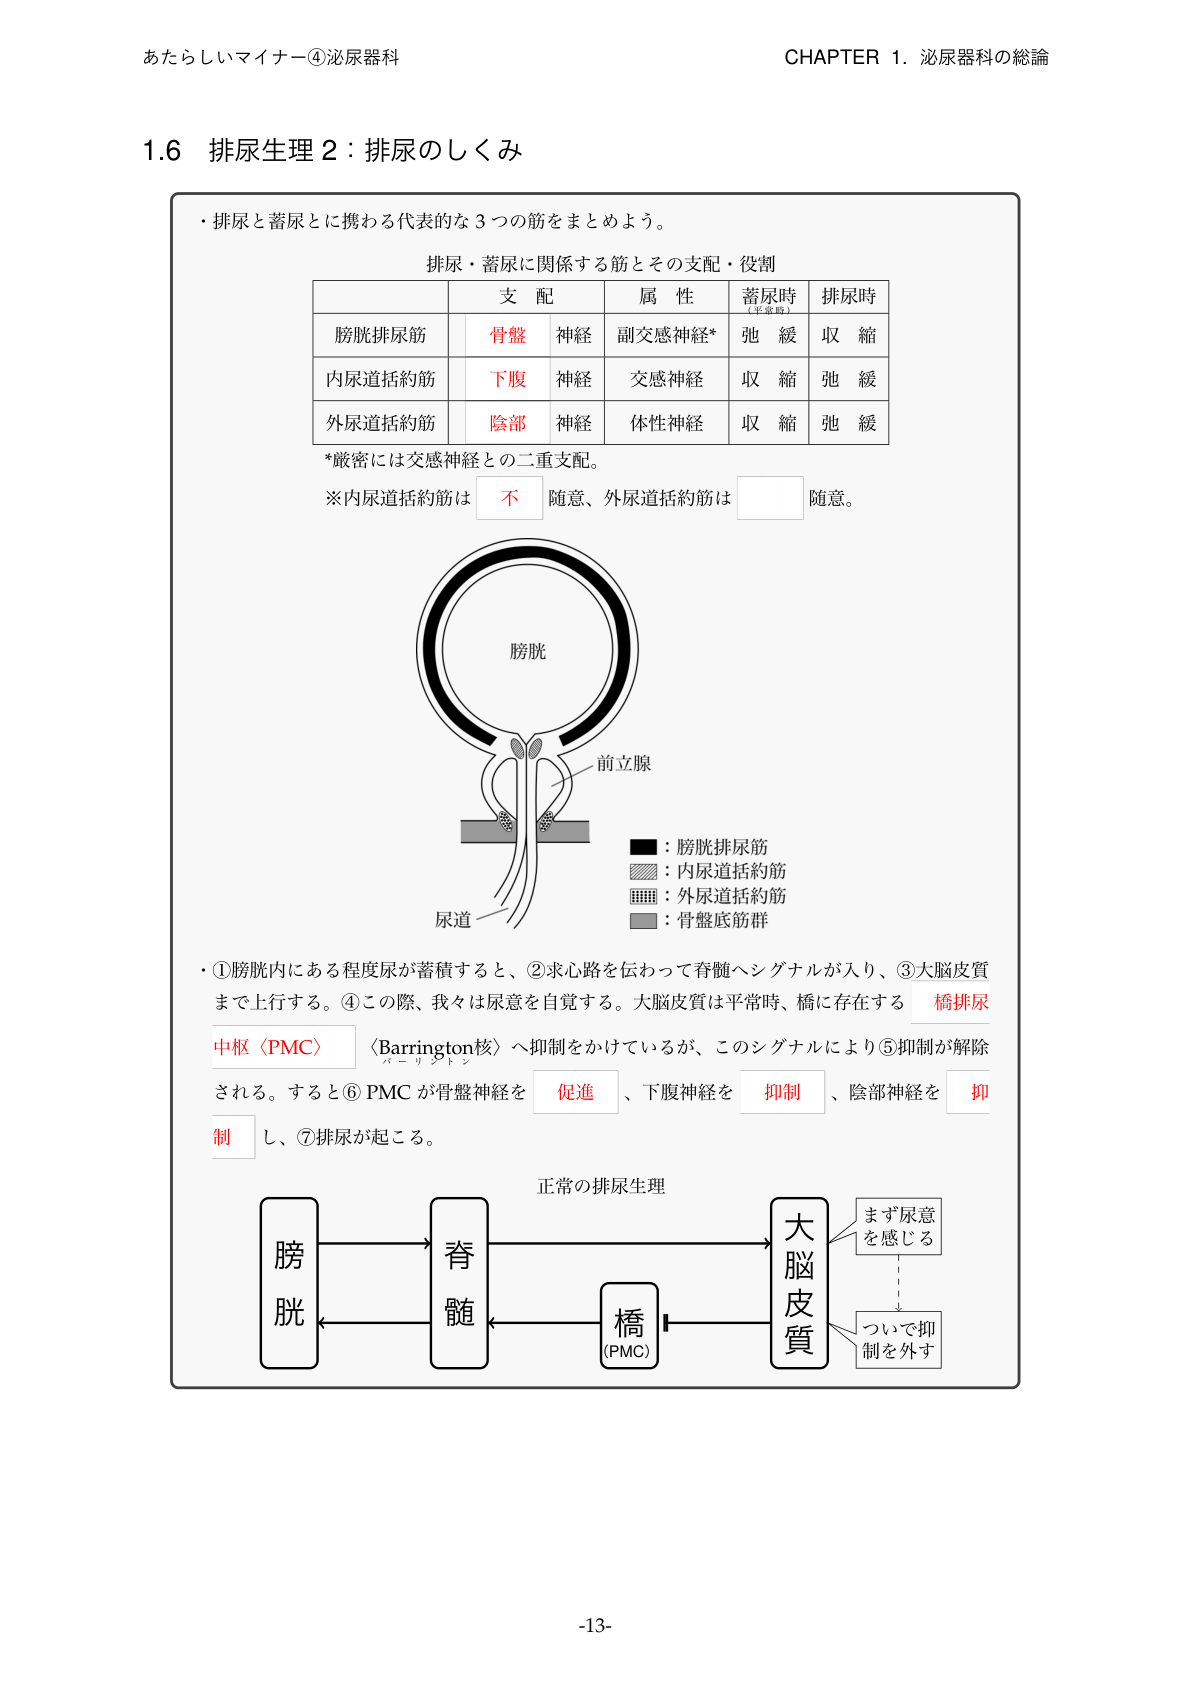 あたらしいマイナー④泌尿器科 CHAPTER 1. 泌尿器科の総論
1.6 排尿生理 2：排尿のしくみ
・排尿と蓄尿とに携わる代表的な 3 つの筋をまとめよう。
排尿・蓄尿に関係する筋とその支配・役割
支 配 属 性 蓄尿時 排尿時
（平常時）
膀胱排尿筋 骨盤 神経 副交感神経* 弛 緩 収 縮
内尿道括約筋 下腹 神経 交感神経 収 縮 弛 緩
外尿道括約筋 陰部 神経 体性神経 収 縮 弛 緩
*厳密には交感神経との二重支配。
※内尿道括約筋は 不 随意、外尿道括約筋は 随意。
膀胱
前立腺
：膀胱排尿筋
：内尿道括約筋
：外尿道括約筋
：骨盤底筋群
尿道
・①膀胱内にある程度尿が蓄積すると、②求心路を伝わって脊髄へシグナルが入り、③大脳皮質
まで上行する。④この際、我々は尿意を自覚する。大脳皮質は平常時、橋に存在する 橋排尿
中枢〈PMC〉 〈Barrington核〉へ抑制をかけているが、このシグナルにより⑤抑制が解除
バーリントン
される。すると⑥ PMC が骨盤神経を 促進 、下腹神経を 抑制 、陰部神経を 抑
制 し、⑦排尿が起こる。
正常の排尿生理
膀胱
脊髄
橋
(PMC)
大脳皮質
まず尿意
を感じる
ついで抑
制を外す
-13-